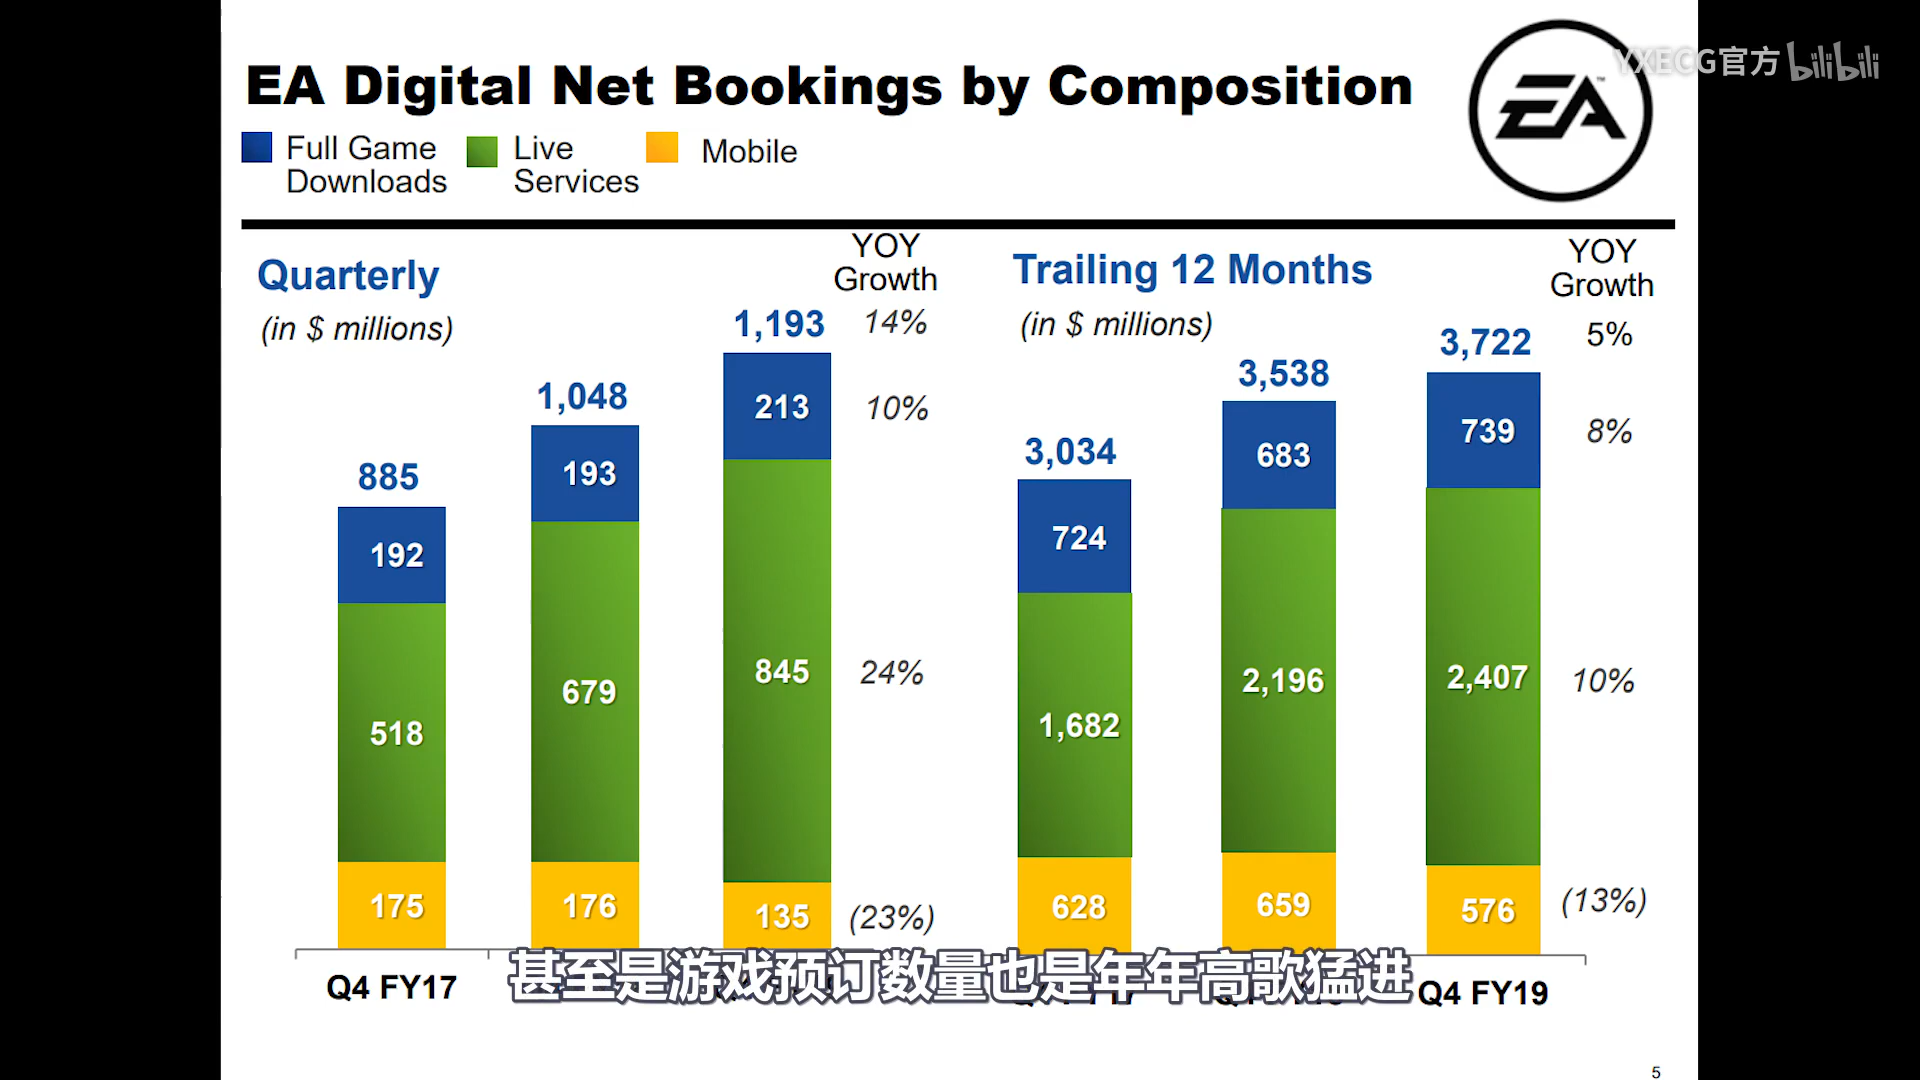 YXECG官方 bilibili
EA Digital Net Bookings by Composition
EA
Full Game Downloads
Live Services
Mobile
Quarterly
(in $ millions)
YOY
Growth
885
1,048
1,193
14%
192
193
213
10%
518
679
845
24%
175
176
135
(23%)
Q4 FY17
Trailing 12 Months
(in $ millions)
YOY
Growth
3,034
3,538
3,722
5%
724
683
739
8%
1,682
2,196
2,407
10%
628
659
576
(13%)
Q4 FY19
甚至是游戏预订数量也是年年高歌猛进
5